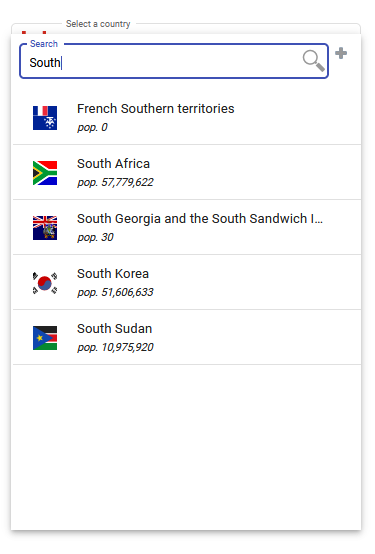 Select a country
Search
South
French Southern territories
pop. 0
South Africa
pop. 57,779,622
South Georgia and the South Sandwich I...
pop. 30
South Korea
pop. 51,606,633
South Sudan
pop. 10,975,920